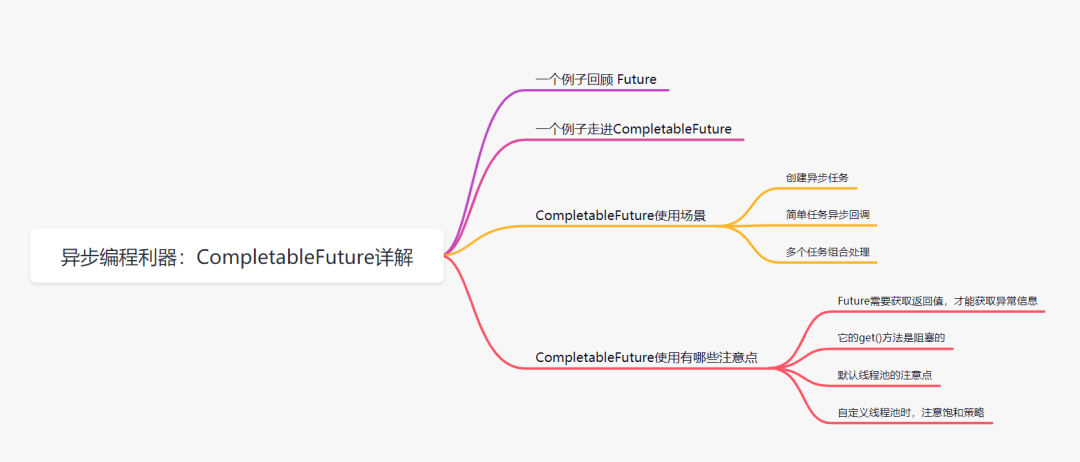 异步编程利器：CompletableFuture详解
一个例子回顾 Future
一个例子走进CompletableFuture
CompletableFuture使用场景
创建异步任务
简单任务异步回调
多个任务组合处理
CompletableFuture使用有哪些注意点
Future需要获取返回值，才能获取异常信息
它的get()方法是阻塞的
默认线程池的注意点
自定义线程池时，注意饱和策略